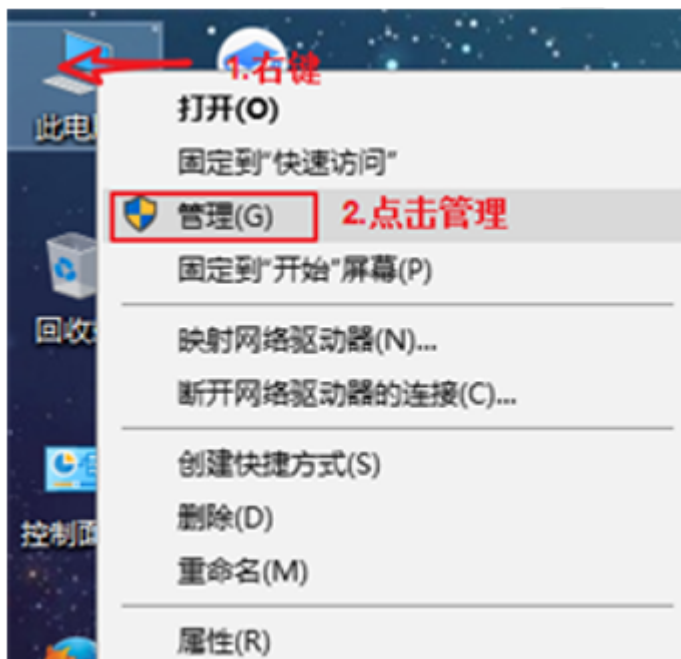 1.右键
此电
打开(O)
固定到"快速访问"
管理(G)
2.点击管理
固定到"开始"屏幕(P)
回收
映射网络驱动器(N)...
断开网络驱动器的连接(C)...
创建快捷方式(S)
删除(D)
控制面
重命名(M)
属性(R)